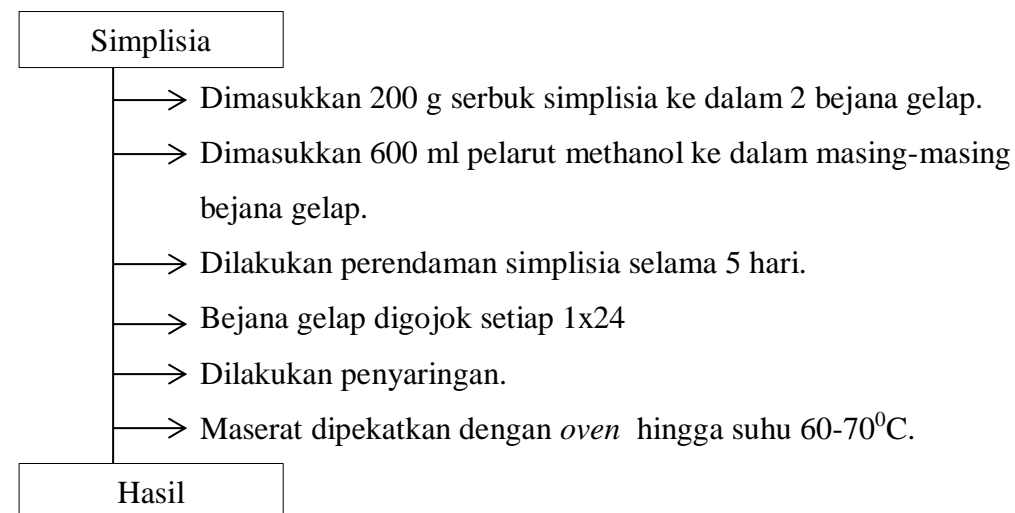 Simplisia
Dimasukkan 200 g serbuk simplisia ke dalam 2 bejana gelap.
Dimasukkan 600 ml pelarut methanol ke dalam masing-masing
bejana gelap.
Dilakukan perendaman simplisia selama 5 hari.
Bejana gelap digojok setiap 1x24
Dilakukan penyaringan.
Maserat dipekatkan dengan oven hingga suhu 60-70⁰C.
Hasil